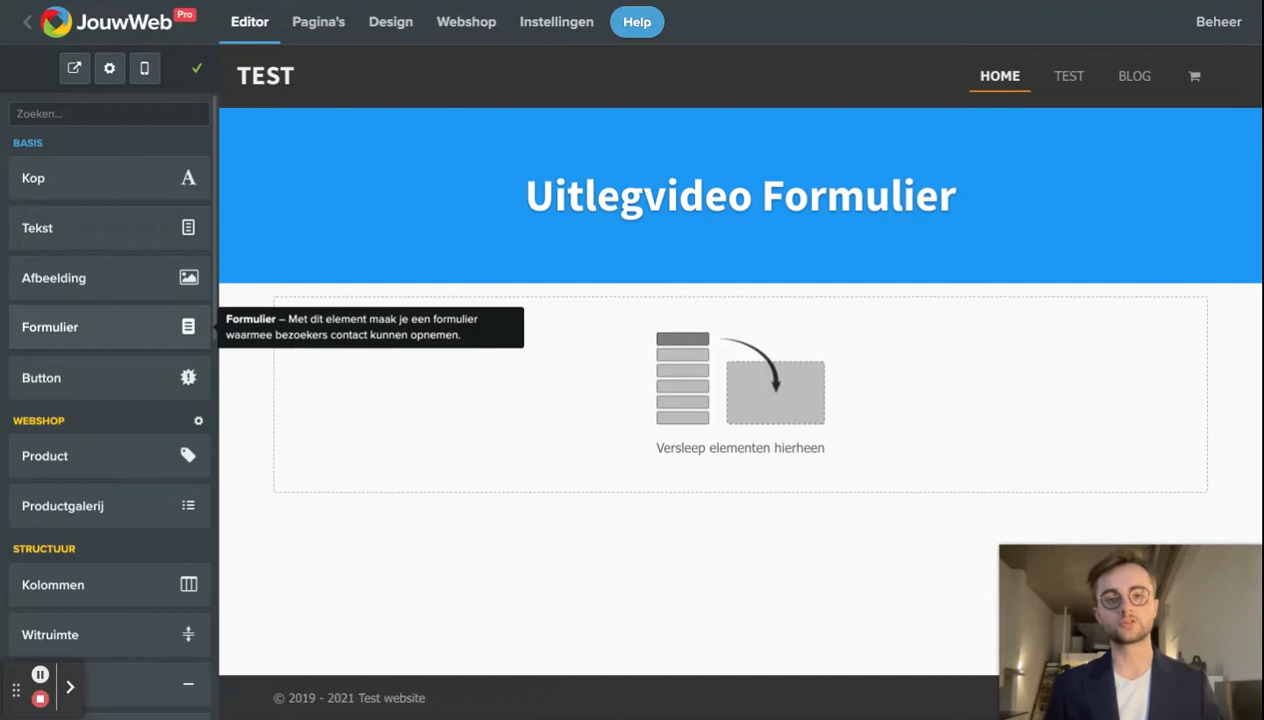 JouwWeb Pro
Editor
Pagina's
Design
Webshop
Instellingen
Help
Beheer
TEST
HOME
TEST
BLOG
Zoeken...
BASIS
Kop
Tekst
Afbeelding
Formulier
Button
WEBSHOP
Product
Productgalerij
STRUCTUUR
Kolommen
Witruimte
Uitlegvideo Formulier
Formulier – Met dit element maak je een formulier
waarmee bezoekers contact kunnen opnemen.
Versleep elementen hierheen
© 2019 - 2021 Test website